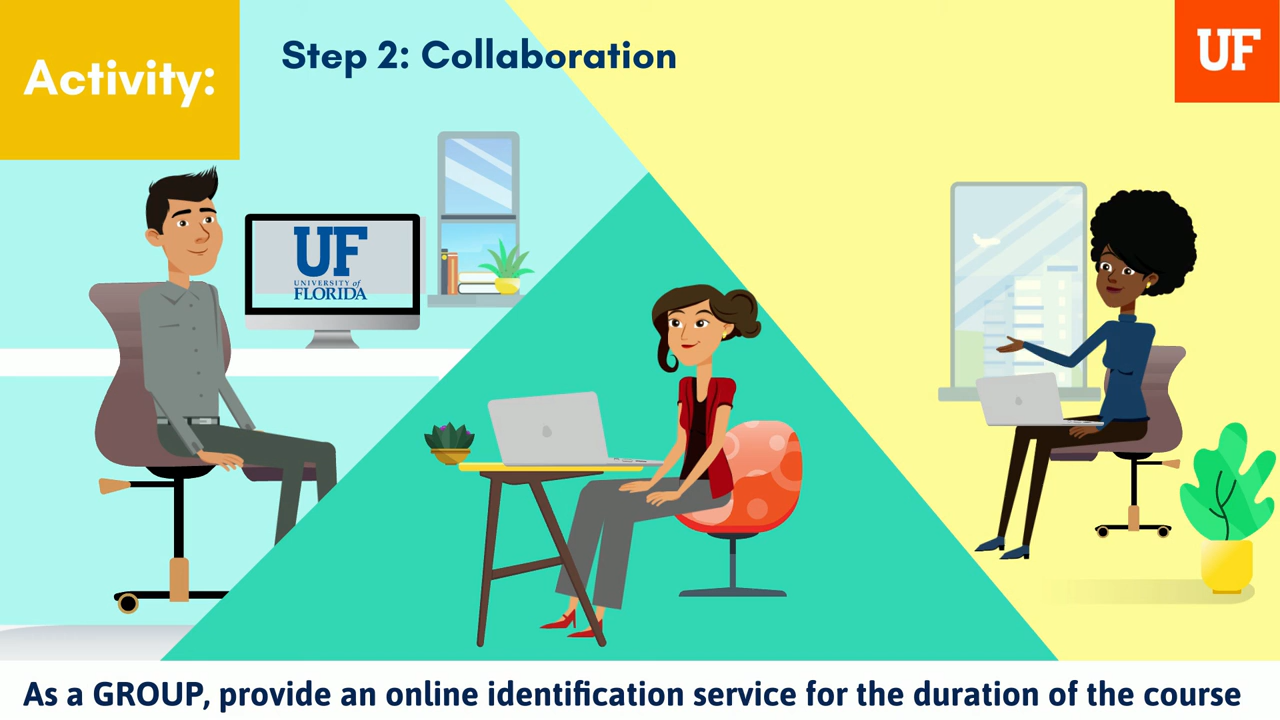 Activity:
Step 2: Collaboration
UF
UF
UNIVERSITY of
FLORIDA
As a GROUP, provide an online identification service for the duration of the course